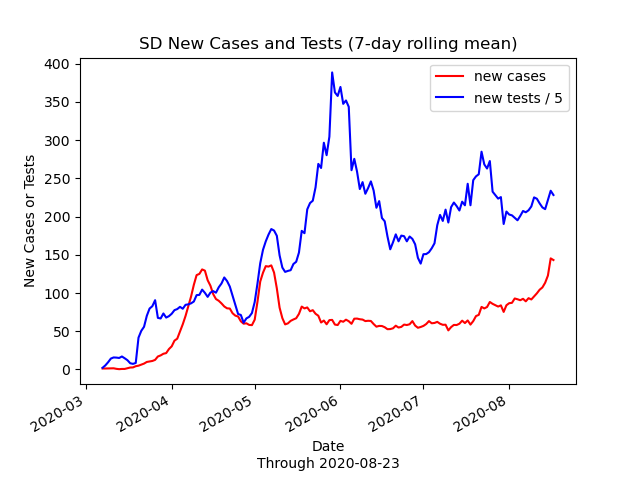 SD New Cases and Tests (7-day rolling mean)
new cases
new tests / 5
New Cases or Tests
400
350
300
250
200
150
100
50
0
2020-03
2020-04
2020-05
2020-06
2020-07
2020-08
Date
Through 2020-08-23